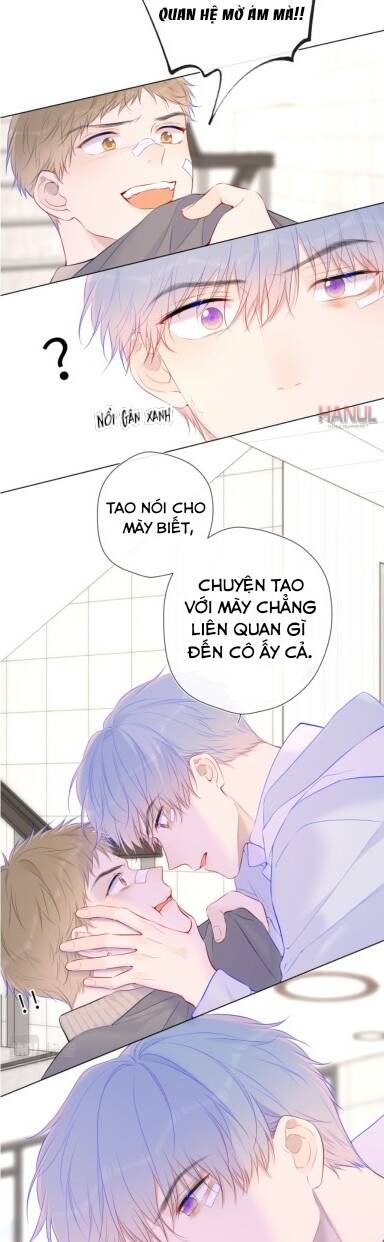 QUAN HỆ MỜ ÁM MÀ!!
?
NỔI GÂN XANH
HANUL
TAO NÓI CHO
MÀY BIẾT,
CHUYỆN TAO
VỚI MÀY CHẲNG
LIÊN QUAN GÌ
ĐẾN CÔ ẤY CẢ.
!!